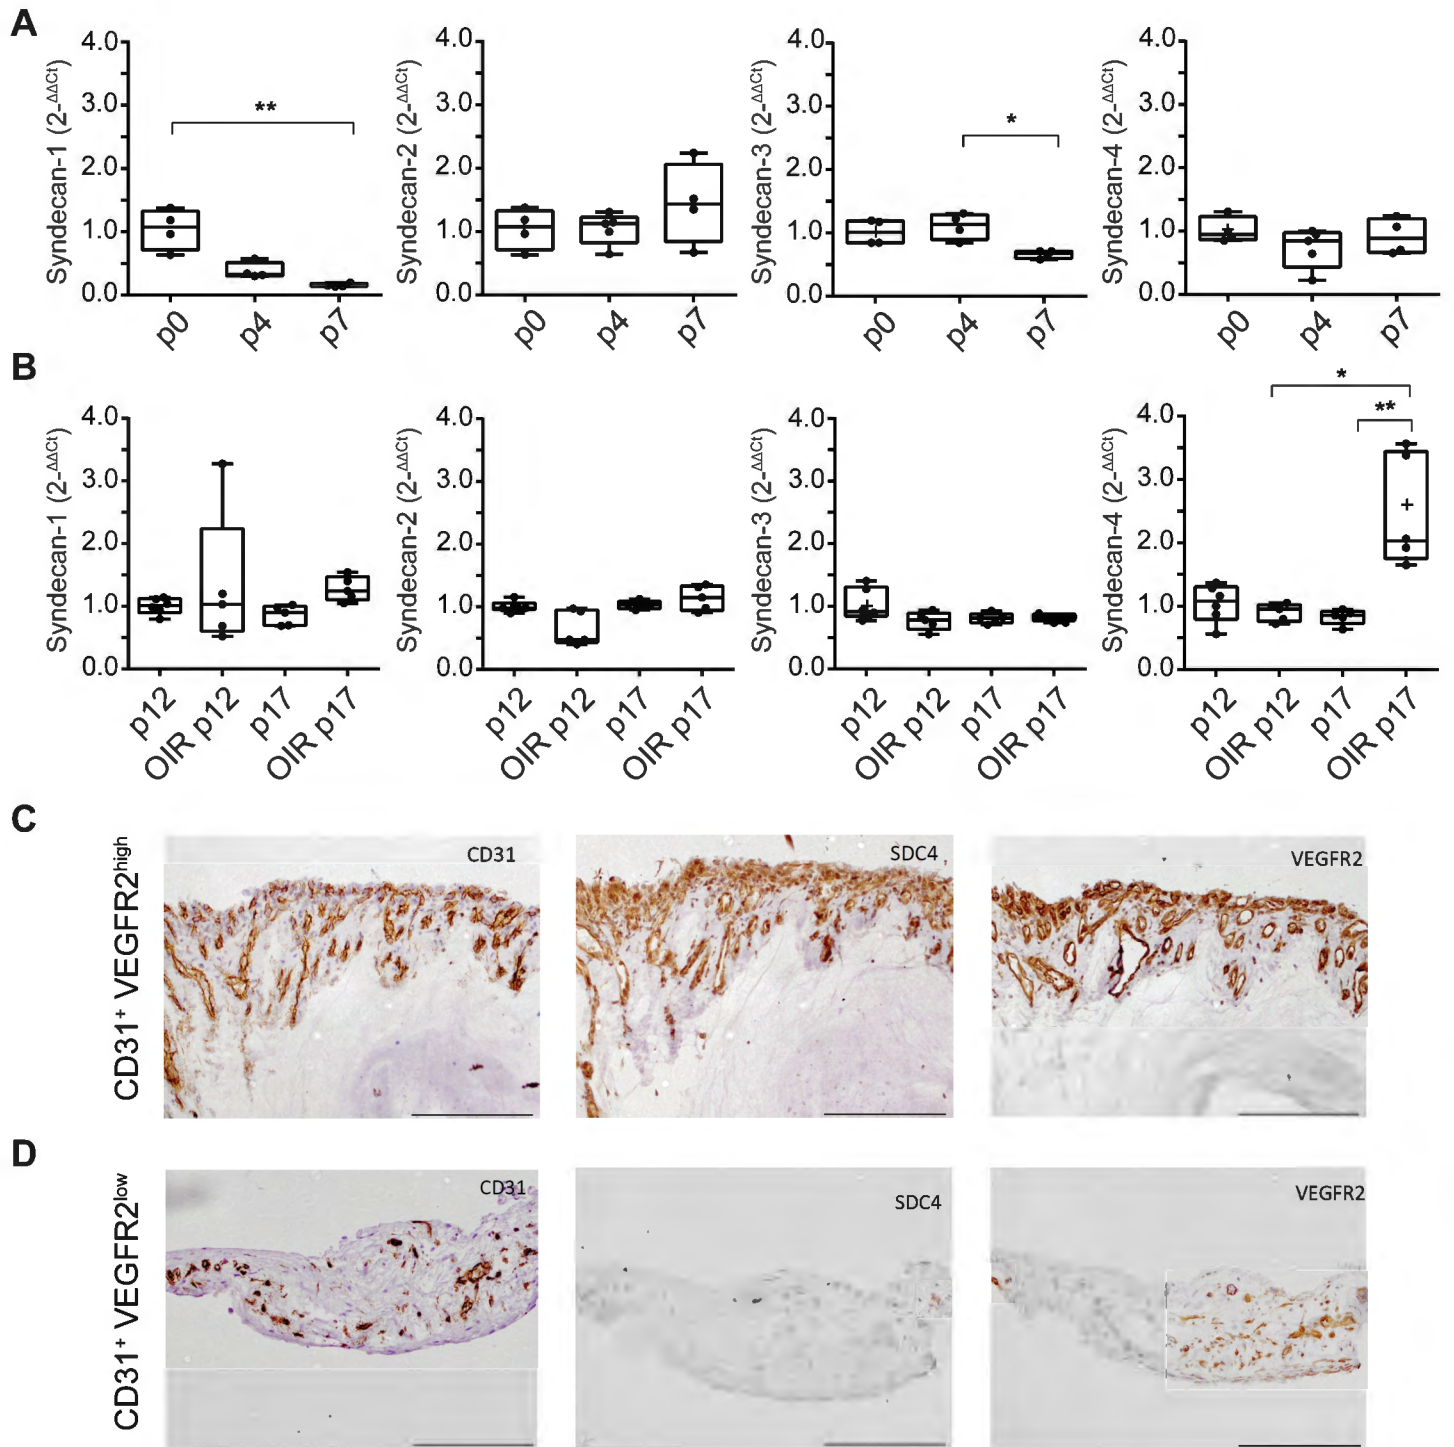 A
Syndecan-1 (2-ΔΔCt)
4.0
3.0
2.0
1.0
0.0
**
p0
p4
p7
Syndecan-2 (2-ΔΔCt)
4.0
3.0
2.0
1.0
0.0
p0
p4
p7
Syndecan-3 (2-ΔΔCt)
4.0
3.0
2.0
1.0
0.0
*
p0
p4
p7
Syndecan-4 (2-ΔΔCt)
4.0
3.0
2.0
1.0
0.0
p0
p4
p7
B
Syndecan-1 (2-ΔΔCt)
4.0
3.0
2.0
1.0
0.0
p12
OIR p12
p17
OIR p17
Syndecan-2 (2-ΔΔCt)
4.0
3.0
2.0
1.0
0.0
p12
OIR p12
p17
OIR p17
Syndecan-3 (2-ΔΔCt)
4.0
3.0
2.0
1.0
0.0
p12
OIR p12
p17
OIR p17
Syndecan-4 (2-ΔΔCt)
4.0
3.0
2.0
1.0
0.0
*
**
p12
OIR p12
p17
OIR p17
C
CD31+ VEGFR2high
CD31
SDC4
VEGFR2
D
CD31+ VEGFR2low
CD31
SDC4
VEGFR2